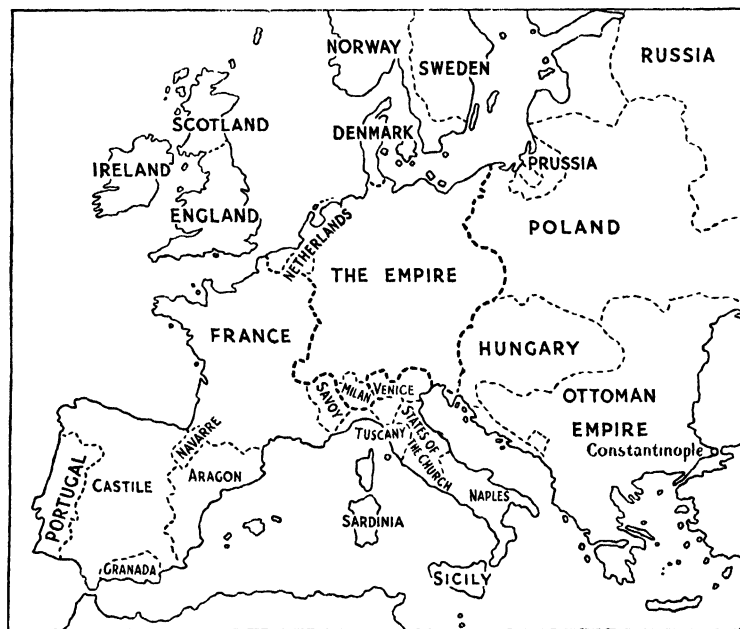 NORWAY
SWEDEN
RUSSIA
SCOTLAND
DENMARK
IRELAND
PRUSSIA
ENGLAND
NETHERLANDS
POLAND
THE EMPIRE
FRANCE
HUNGARY
SAVOY
MILAN
VENICE
OTTOMAN
EMPIRE
Constantinople
TUSCANY
STATES OF
THE CHURCH
NAVARRE
PORTUGAL
CASTILE
ARAGON
NAPLES
SARDINIA
GRANADA
SICILY